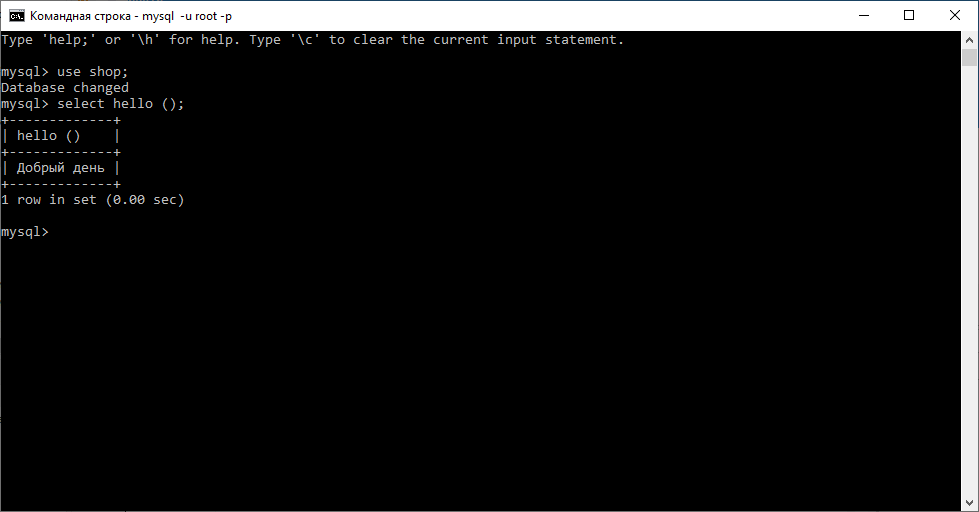 Командная строка - mysql -u root -p
Type 'help;' or '\h' for help. Type '\c' to clear the current input statement.
mysql> use shop;
Database changed
mysql> select hello ();
+-------------+
| hello ()    |
+-------------+
| Добрый день |
+-------------+
1 row in set (0.00 sec)
mysql>